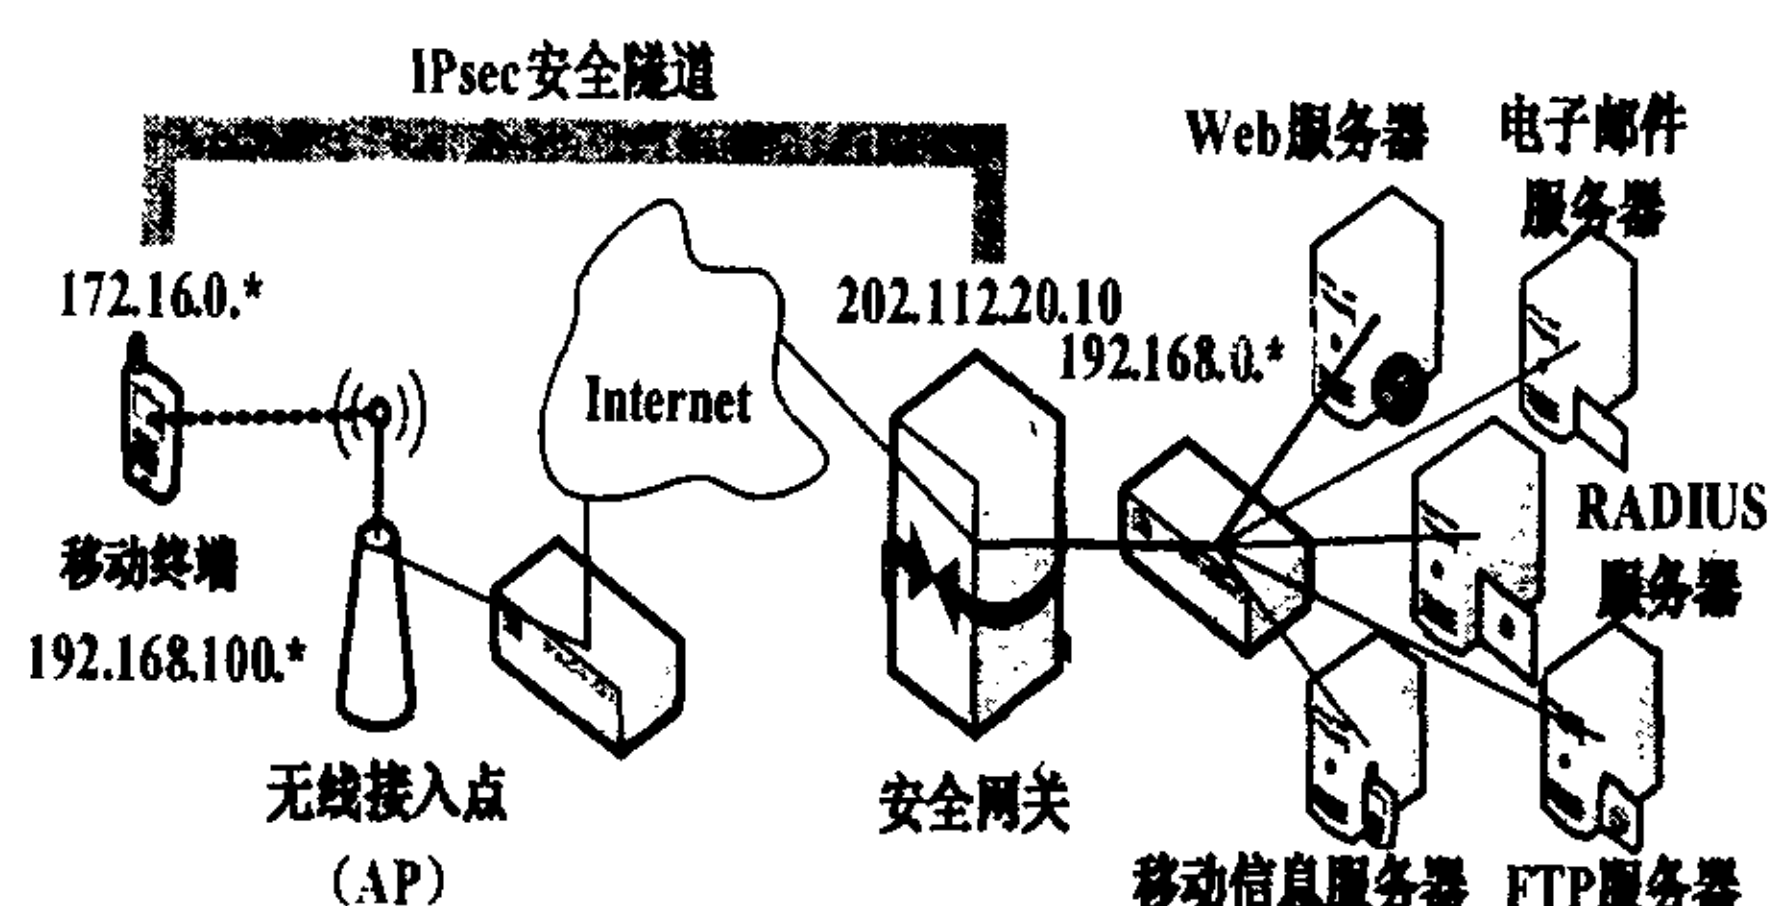 IPsec安全隧道
Web服务器
电子邮件
服务器
172.16.0.*
202.112.20.10
192.168.0.*
Internet
RADIUS
服务器
移动终端
192.168.100.*
无线接入点
(AP)
安全网关
移动信息服务器
FTP服务器